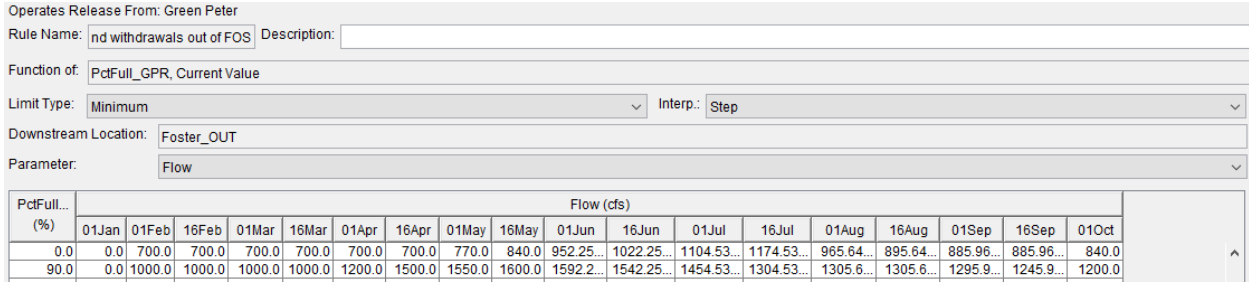 Operates Release From: Green Peter
Rule Name: nd withdrawals out of FOS Description:
Function of: PctFull_GPR, Current Value
Limit Type: Minimum Interp.: Step
Downstream Location: Foster_OUT
Parameter: Flow
PctFull... Flow (cfs)
(%) 01Jan 01Feb 16Feb 01Mar 16Mar 01Apr 16Apr 01May 16May 01Jun 16Jun 01Jul 16Jul 01Aug 16Aug 01Sep 16Sep 01Oct
0.0 0.0 700.0 700.0 700.0 700.0 700.0 700.0 770.0 840.0 952.25... 1022.25... 1104.53... 1174.53... 965.64... 895.64... 885.96... 885.96... 840.0
90.0 0.0 1000.0 1000.0 1000.0 1000.0 1200.0 1500.0 1550.0 1600.0 1592.2... 1542.25... 1454.53... 1304.53... 1305.6... 1305.6... 1295.9... 1245.9... 1200.0